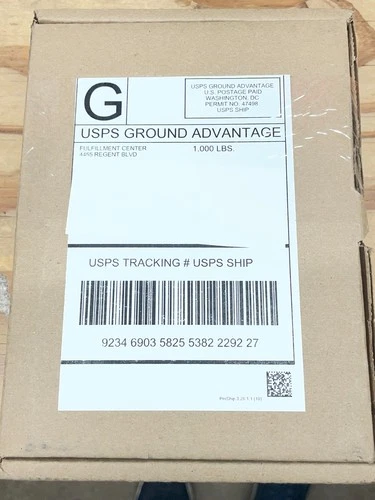 G
USPS GROUND ADVANTAGE
U.S. POSTAGE PAID
WASHINGTON, DC
PERMIT NO. 47498
USPS SHIP
USPS GROUND ADVANTAGE
FULFILLMENT CENTER
1.000 LBS.
4455 REGENT BLVD
USPS TRACKING # USPS SHIP
9234 6903 5825 5382 2292 27